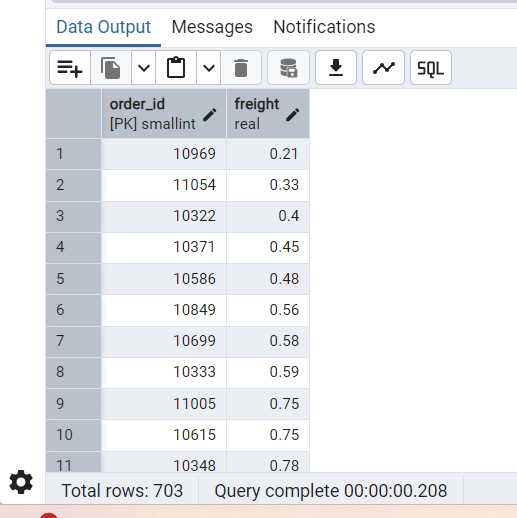 Data Output Messages Notifications
SQL
order_id freight
[PK] smallint real
1 10969 0.21
2 11054 0.33
3 10322 0.4
4 10371 0.45
5 10586 0.48
6 10849 0.56
7 10699 0.58
8 10333 0.59
9 11005 0.75
10 10615 0.75
11 10348 0.78
Total rows: 703 Query complete 00:00:00.208